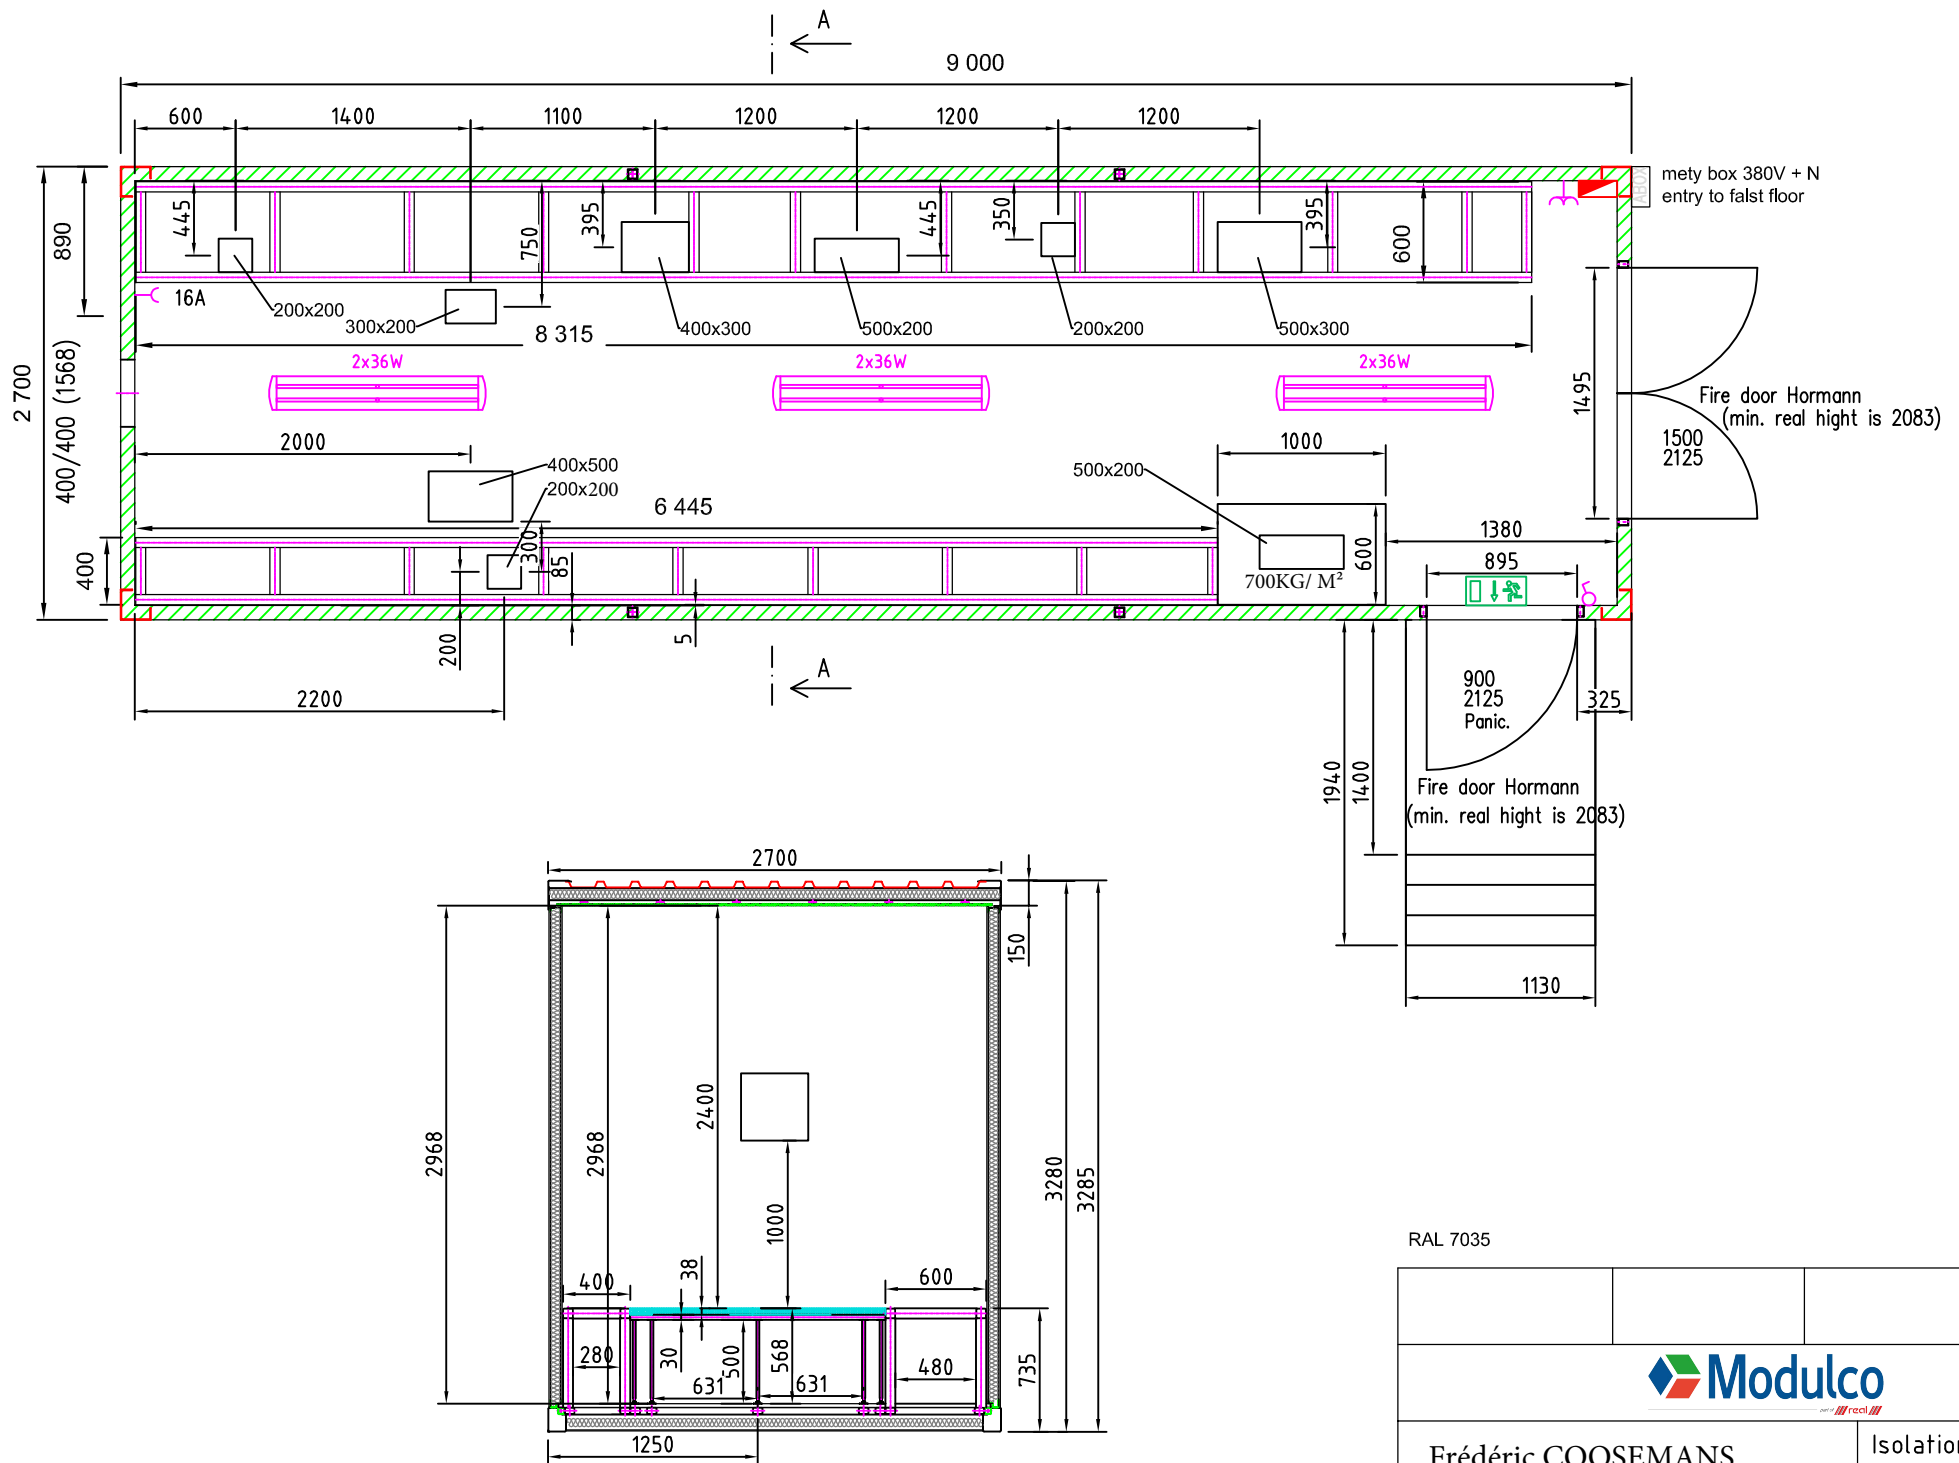 A
9 000
600
1400
1100
1200
1200
1200
mety box 380V + N
entry to falst floor
ABOX
890
445
750
395
445
350
395
600
16A
200x200
300x200
400x300
500x200
200x200
500x300
8 315
2 700
400/400 (1568)
2x36W
2x36W
2x36W
1495
Fire door Hormann
(min. real hight is 2083)
1500
2125
2000
400x500
200x200
1000
500x200
6 445
400
300
85
600
700KG/ M²
1380
895
200
5
A
2200
900
2125
Panic.
325
1940
1400
Fire door Hormann
(min. real hight is 2083)
1130
2700
150
2968
2968
2400
1000
3280
3285
400
38
600
280
30
500
568
631
631
480
735
1250
RAL 7035
Modulco
part of real
Frédéric COOSEMANS
Isolation